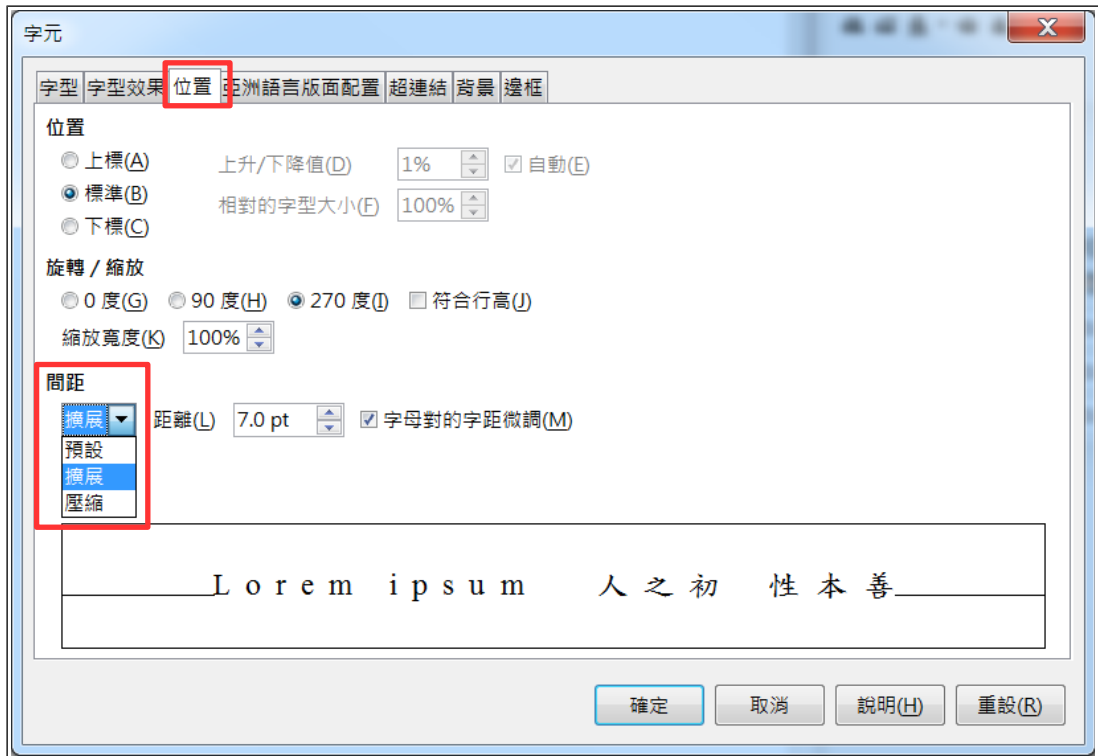 字元
字型 字型效果 位置 亞洲語言版面配置 超連結 背景 邊框
位置
上標(A) 上升/下降值(D) 1% 自動(E)
標準(B) 相對的字型大小(F) 100%
下標(C)
旋轉 / 縮放
0 度(G) 90 度(H) 270 度(I) 符合行高(J)
縮放寬度(K) 100%
間距
擴展 距離(L) 7.0 pt 字母對的字距微調(M)
預設
擴展
壓縮
Lorem ipsum 人之初 性本善
確定 取消 說明(H) 重設(R)